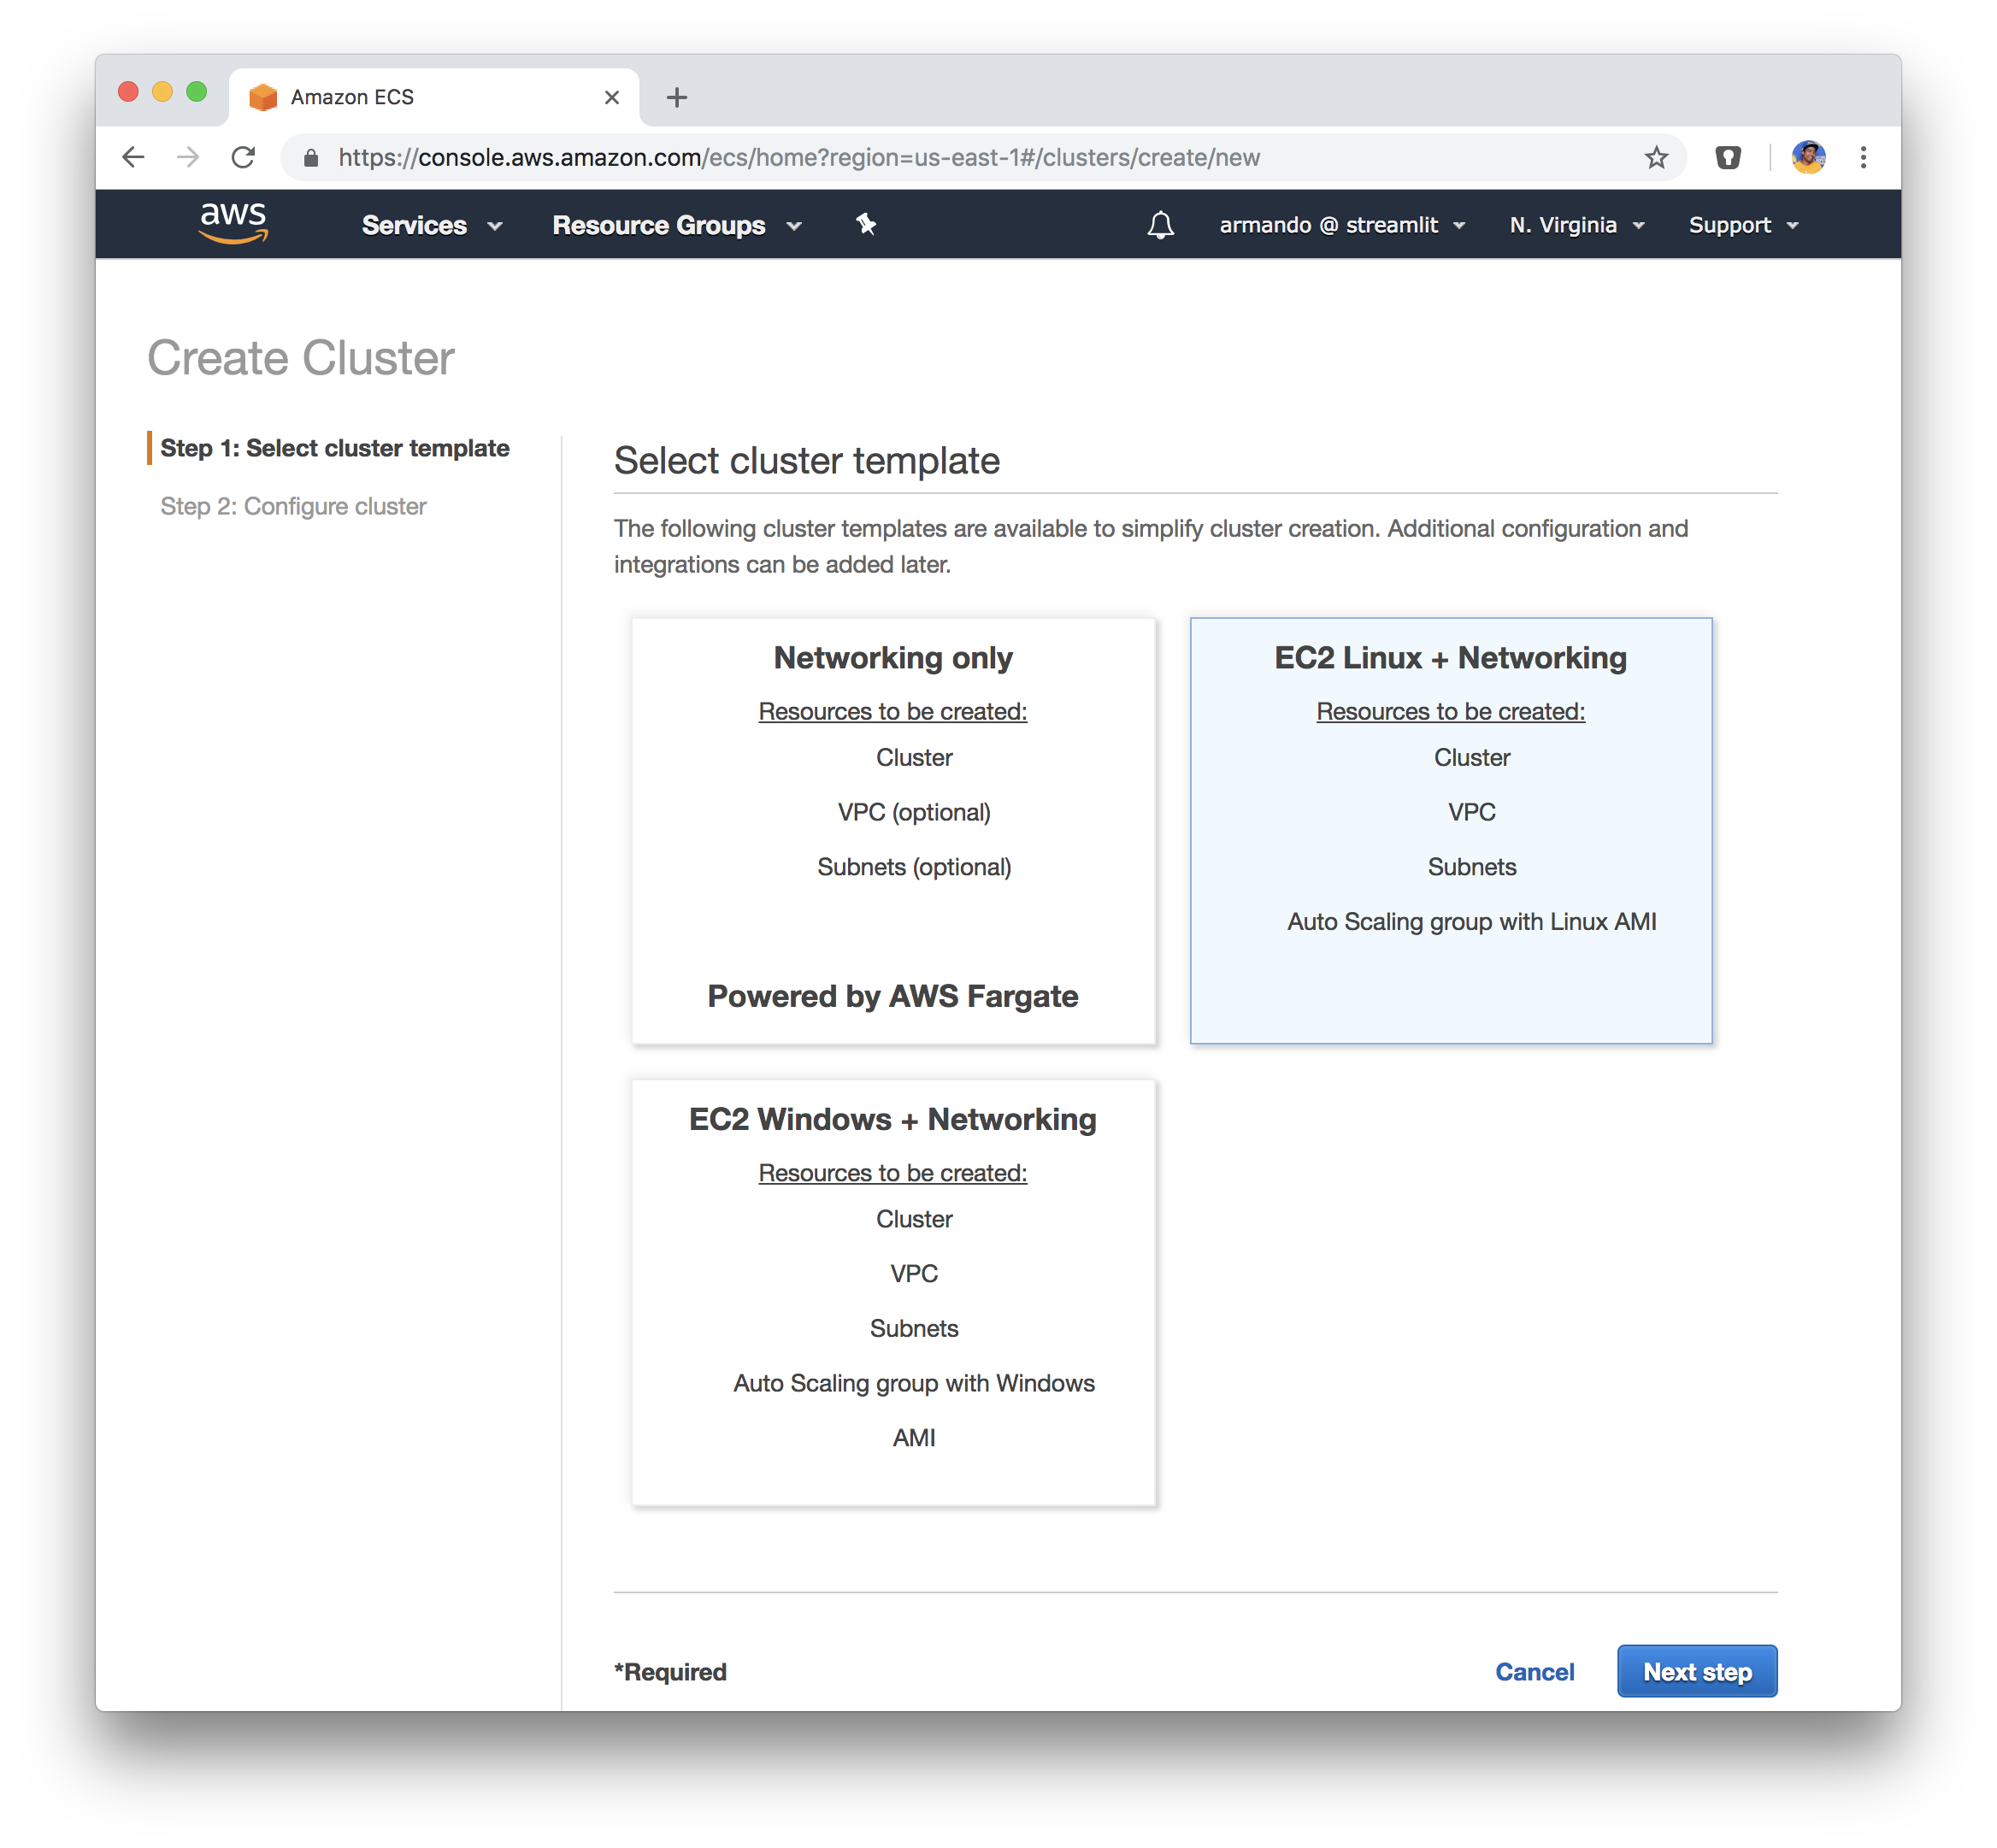 Amazon ECS
https://console.aws.amazon.com/ecs/home?region=us-east-1#/clusters/create/new
aws
Services
Resource Groups
armando @ streamlit
N. Virginia
Support
Create Cluster
Step 1: Select cluster template
Step 2: Configure cluster
Select cluster template
The following cluster templates are available to simplify cluster creation. Additional configuration and
integrations can be added later.
Networking only
Resources to be created:
Cluster
VPC (optional)
Subnets (optional)
Powered by AWS Fargate
EC2 Linux + Networking
Resources to be created:
Cluster
VPC
Subnets
Auto Scaling group with Linux AMI
EC2 Windows + Networking
Resources to be created:
Cluster
VPC
Subnets
Auto Scaling group with Windows
AMI
*Required
Cancel
Next step